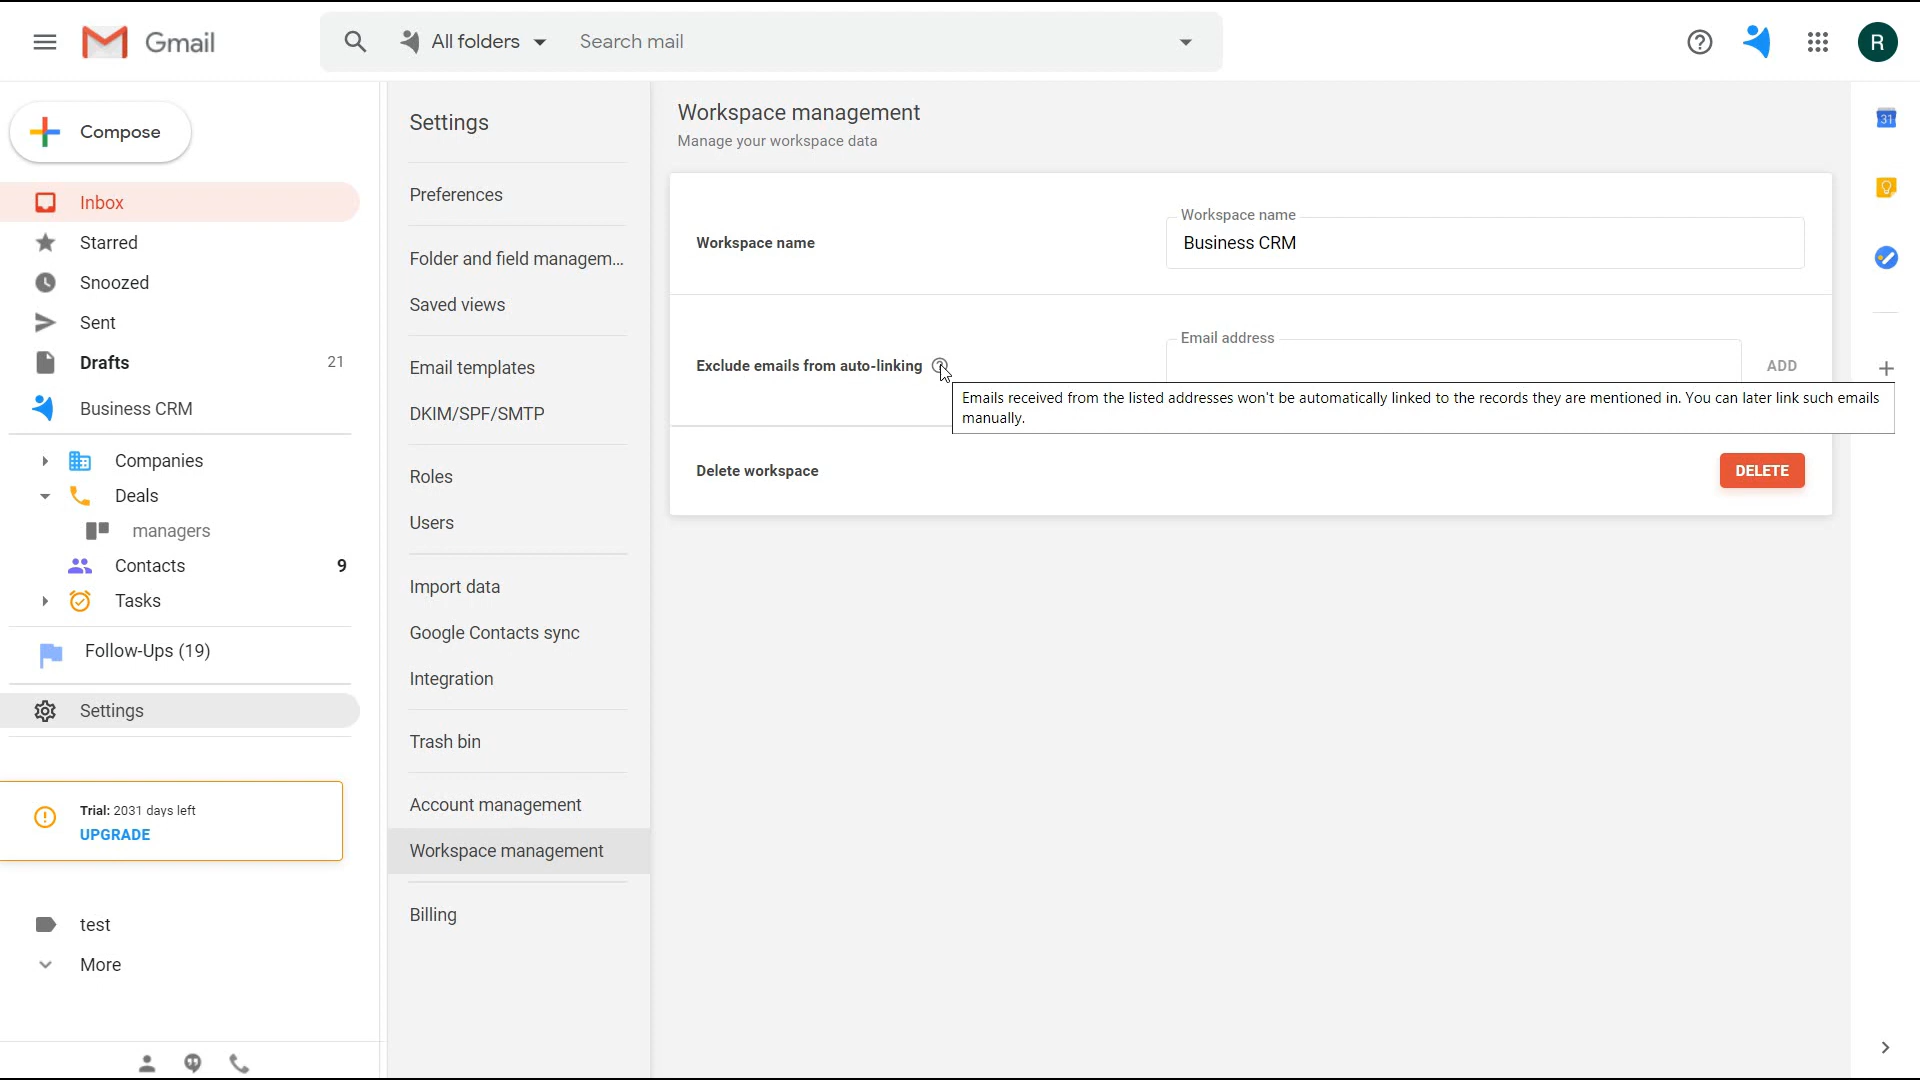 Gmail
All folders
Search mail
R
Compose
Inbox
Starred
Snoozed
Sent
Drafts 21
Business CRM
Companies
Deals
managers
Contacts 9
Tasks
Follow-Ups (19)
Settings
Trial: 2031 days left
UPGRADE
test
More
Settings
Preferences
Folder and field managem...
Saved views
Email templates
DKIM/SPF/SMTP
Roles
Users
Import data
Google Contacts sync
Integration
Trash bin
Account management
Workspace management
Billing
Workspace management
Manage your workspace data
Workspace name
Workspace name
Business CRM
Exclude emails from auto-linking
Email address
ADD
Emails received from the listed addresses won't be automatically linked to the records they are mentioned in. You can later link such emails
manually.
Delete workspace
DELETE
31